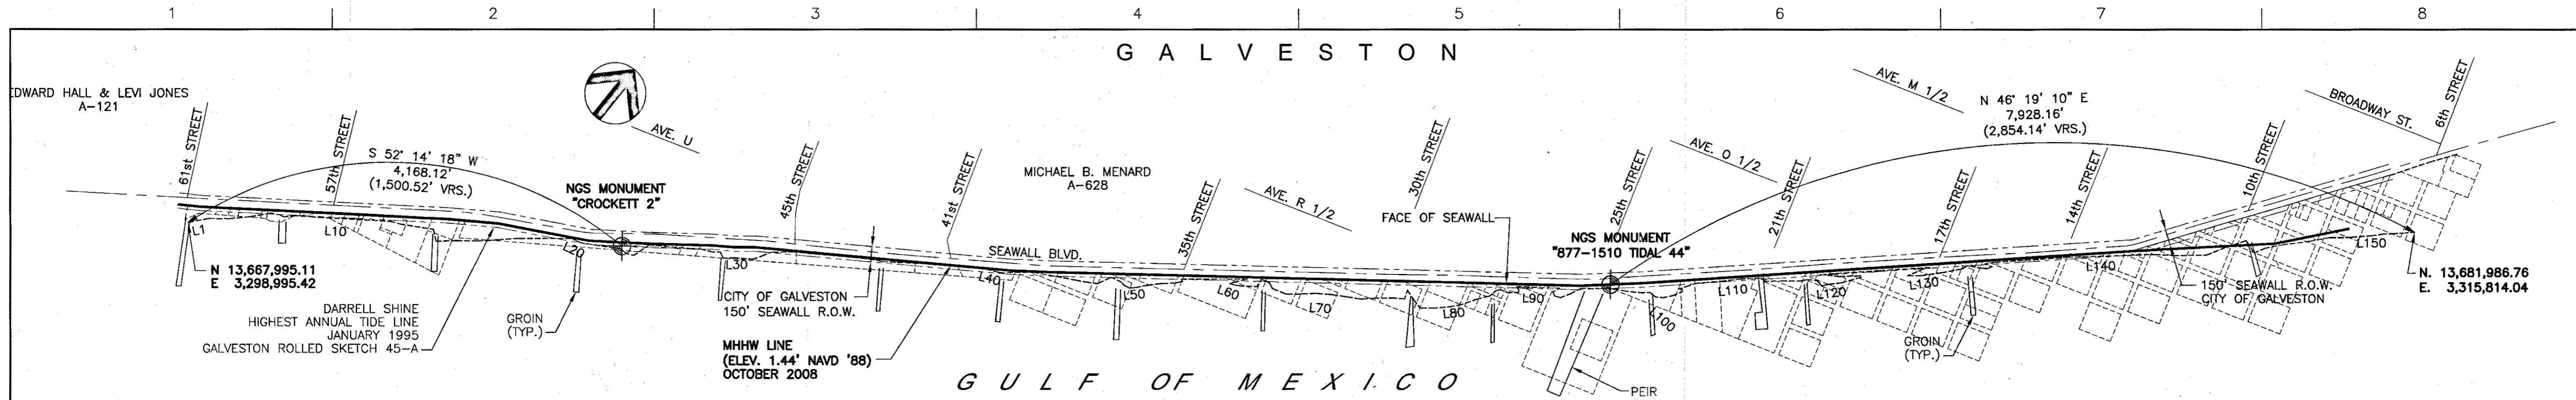 1 2 3 4 5 6 7 8
GALVESTON
EDWARD HALL & LEVI JONES
A-121
61st STREET
57th STREET
S 52° 14' 18" W
4,168.12'
(1,500.52' VRS.)
AVE. U
NGS MONUMENT
"CROCKETT 2"
45th STREET
41st STREET
MICHAEL B. MENARD
A-628
35th STREET
AVE. R 1/2
30th STREET
FACE OF SEAWALL
NGS MONUMENT
"877-1510 TIDAL 44"
25th STREET
AVE. O 1/2
21th STREET
AVE. M 1/2
N 46° 19' 10" E
7,928.16'
(2,854.14' VRS.)
17th STREET
14th STREET
10th STREET
BROADWAY ST.
6th STREET
SEAWALL BLVD.
L1
L10
L20
L30
L40
L50
L60
L70
L80
L90
L100
L110
L120
L130
L140
L150
N 13,667,995.11
E 3,298,995.42
DARRELL SHINE
HIGHEST ANNUAL TIDE LINE
JANUARY 1995
GALVESTON ROLLED SKETCH 45-A
GROIN
(TYP.)
CITY OF GALVESTON
150' SEAWALL R.O.W.
MHHW LINE
(ELEV. 1.44' NAVD '88)
OCTOBER 2008
GULF OF MEXICO
PEIR
GROIN
(TYP.)
150' SEAWALL R.O.W.
CITY OF GALVESTON
N. 13,681,986.76
E. 3,315,814.04